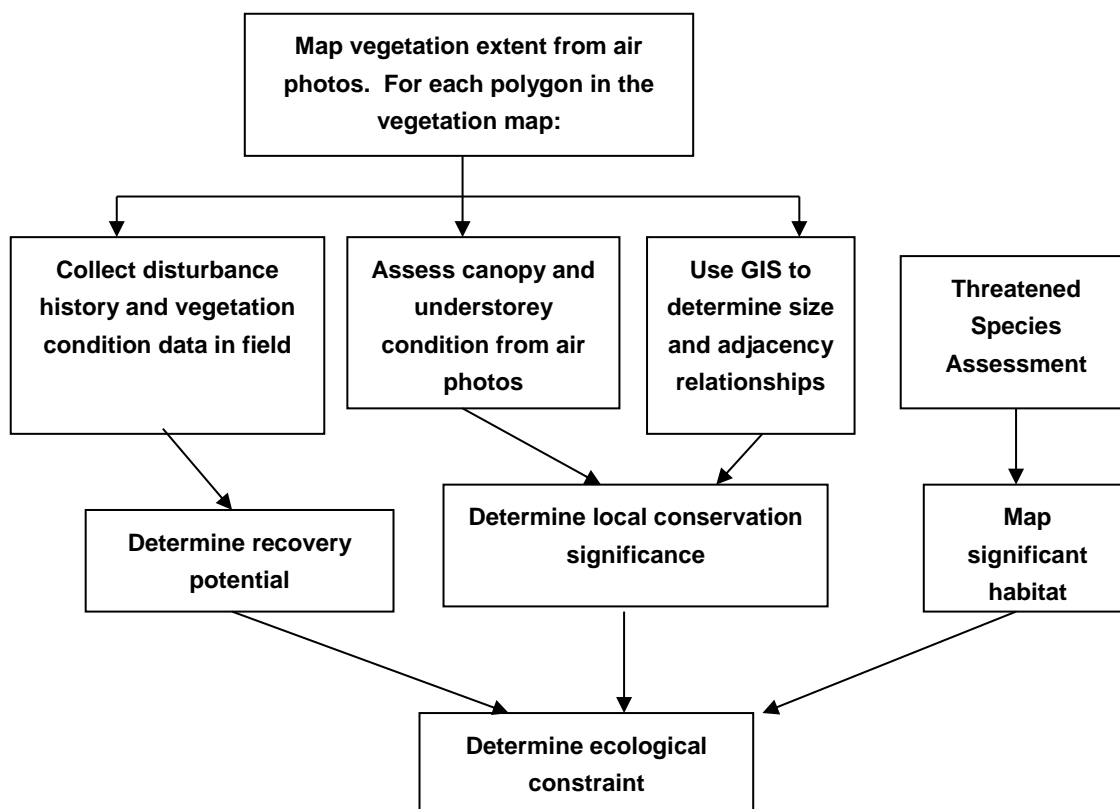 Map vegetation extent from air
photos.  For each polygon in the
vegetation map:
Collect disturbance
history and vegetation
condition data in field
Assess canopy and
understorey
condition from air
photos
Use GIS to
determine size
and adjacency
relationships
Threatened
Species
Assessment
Determine recovery
potential
Determine local conservation
significance
Map
significant
habitat
Determine ecological
constraint